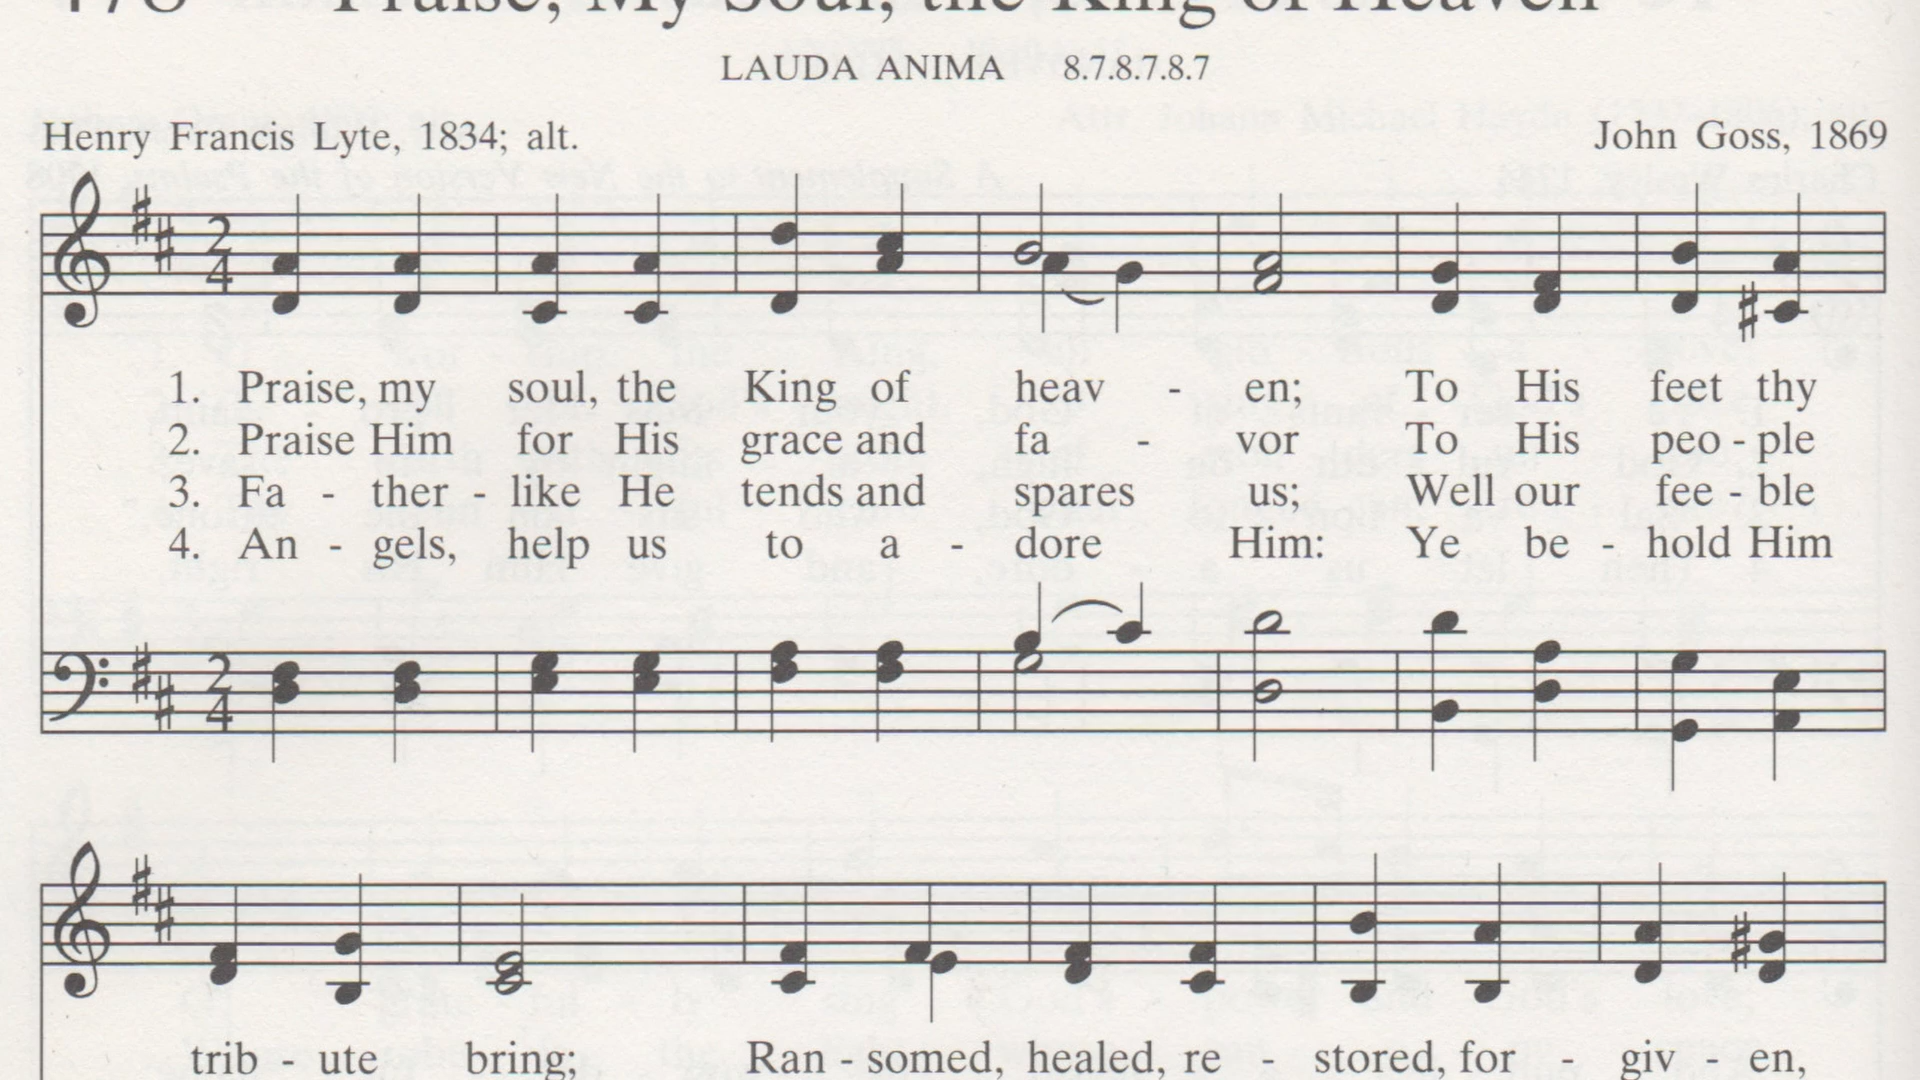 Praise, My Soul, the King of Heaven
LAUDA ANIMA 8.7.8.7.8.7
Henry Francis Lyte, 1834; alt.
John Goss, 1869
1. Praise, my soul, the King of heav - en; To His feet thy
2. Praise Him for His grace and fa - vor To His peo - ple
3. Fa - ther - like He tends and spares us; Well our fee - ble
4. An - gels, help us to a - dore Him: Ye be - hold Him
trib - ute bring; Ran - somed, healed, re - stored, for - giv - en,